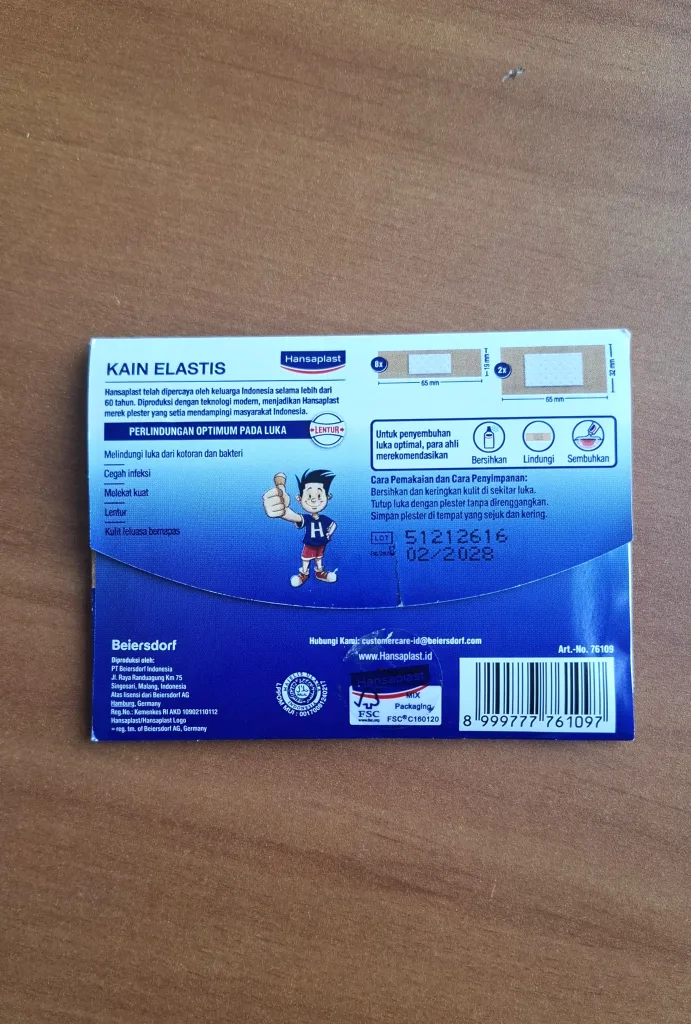 KAIN ELASTIS
Hansaplast
Hansaplast telah dipercaya oleh keluarga Indonesia selama lebih dari
60 tahun. Diproduksi dengan teknologi modern, menjadikan Hansaplast
merek plester yang setia mendampingi masyarakat Indonesia.
PERLINDUNGAN OPTIMUM PADA LUKA
LENTUR
Melindungi luka dari kotoran dan bakteri
Cegah infeksi
Melekat kuat
Lentur
Kulit leluasa bernapas
H
8x
65 mm
19 mm
2x
65 mm
32 mm
Untuk penyembuhan
luka optimal, para ahli
merekomendasikan
Bersihkan
Lindungi
Sembuhkan
Cara Pemakaian dan Cara Penyimpanan:
Bersihkan dan keringkan kulit di sekitar luka.
Tutup luka dengan plester tanpa direnggangkan.
Simpan plester di tempat yang sejuk dan kering.
LOT
51212616
02/2028
Beiersdorf
Diproduksi oleh:
PT Beiersdorf Indonesia
Jl. Raya Randuagung Km 75
Singosari, Malang, Indonesia
Atas lisensi dari Beiersdorf AG
Hamburg, Germany
Reg.No.: Kemenkes RI AKD 10902110112
Hansaplast/Hansaplast Logo
= reg. tm. of Beiersdorf AG, Germany
Hubungi Kami: customercare-id@beiersdorf.com
www.Hansaplast.id
Hansaplast
FSC
www.fsc.org
MIX
Packaging
FSC® C160120
Art.-No. 76109
8 999777 761097